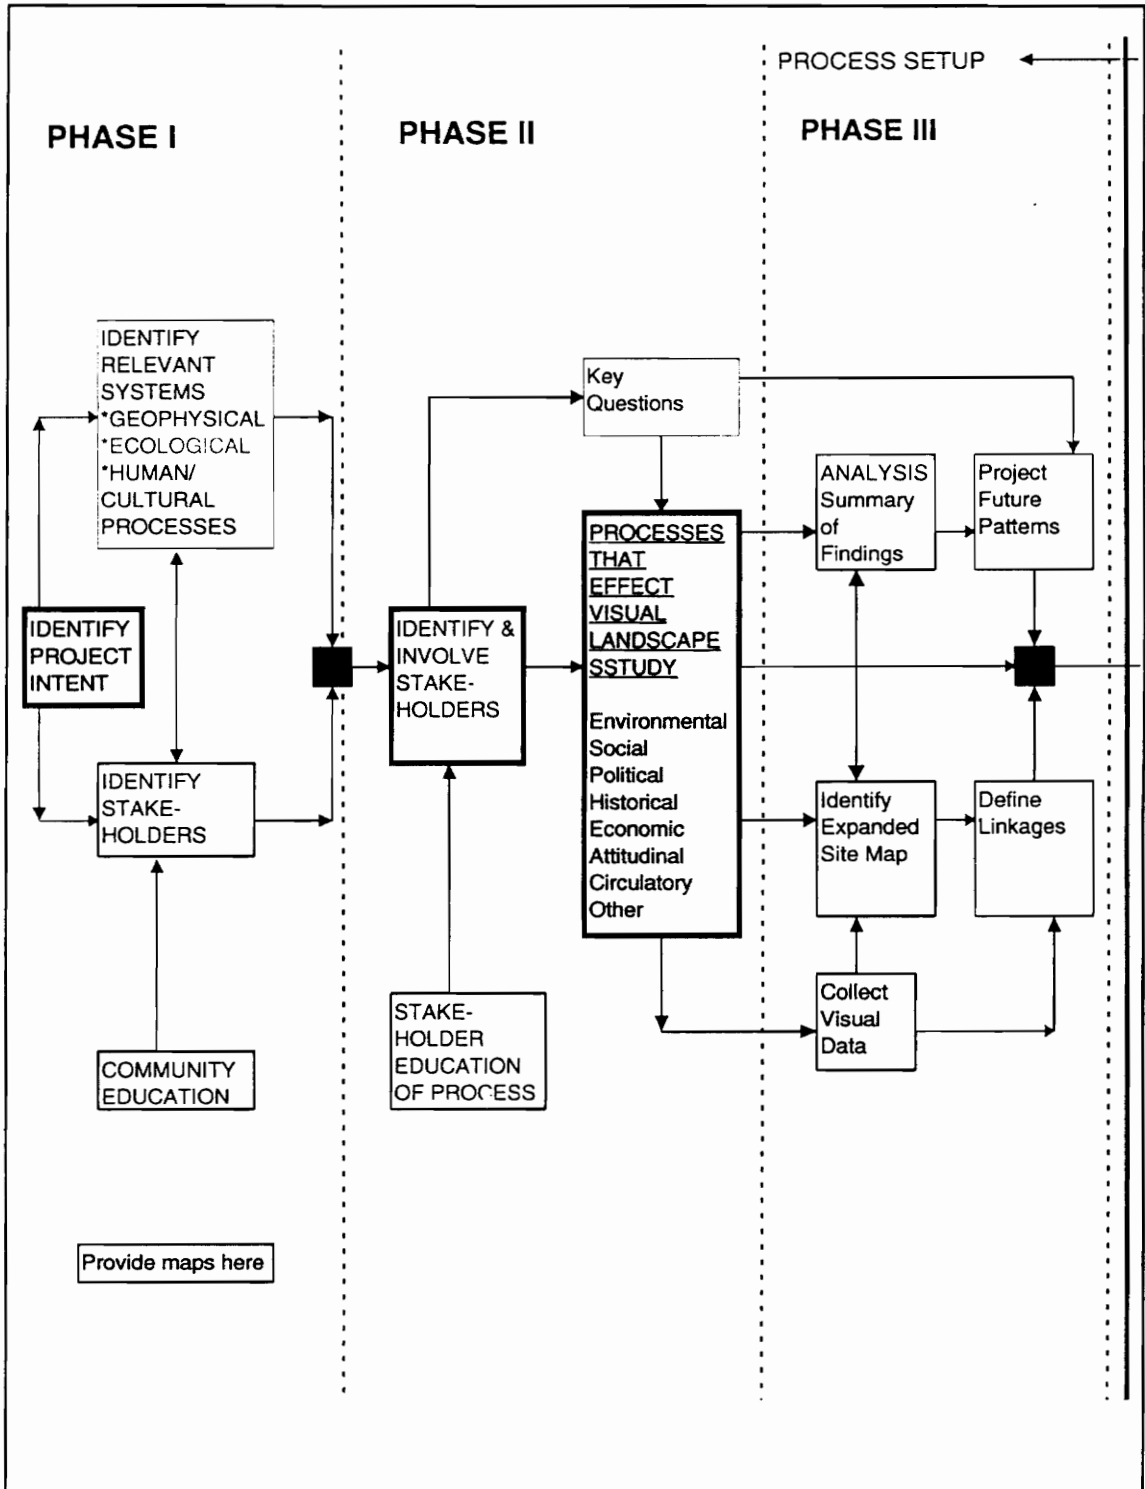 PROCESS SETUP
PHASE I
PHASE II
PHASE III
IDENTIFY
RELEVANT
SYSTEMS
*GEOPHYSICAL
*ECOLOGICAL
*HUMAN/
CULTURAL
PROCESSES
IDENTIFY
PROJECT
INTENT
IDENTIFY
STAKE-
HOLDERS
COMMUNITY
EDUCATION
Provide maps here
IDENTIFY &
INVOLVE
STAKE-
HOLDERS
STAKE-
HOLDER
EDUCATION
OF PROCESS
Key
Questions
PROCESSES
THAT
EFFECT
VISUAL
LANDSCAPE
SSTUDY
Environmental
Social
Political
Historical
Economic
Attitudinal
Circulatory
Other
ANALYSIS
Summary
of
Findings
Project
Future
Patterns
Identify
Expanded
Site Map
Define
Linkages
Collect
Visual
Data